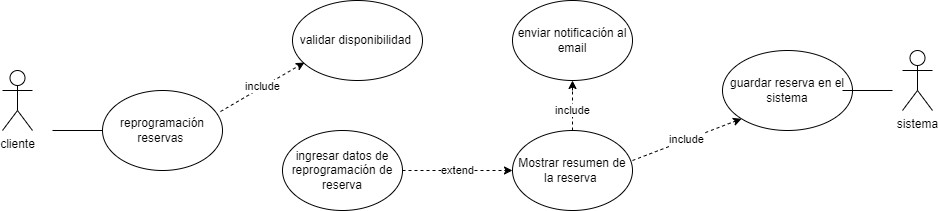 validar disponibilidad
enviar notificación al
email
include
guardar reserva en el
sistema
cliente
reprogramación
reservas
include
sistema
ingresar datos de
reprogramación de
reserva
extend
Mostrar resumen de
la reserva
include